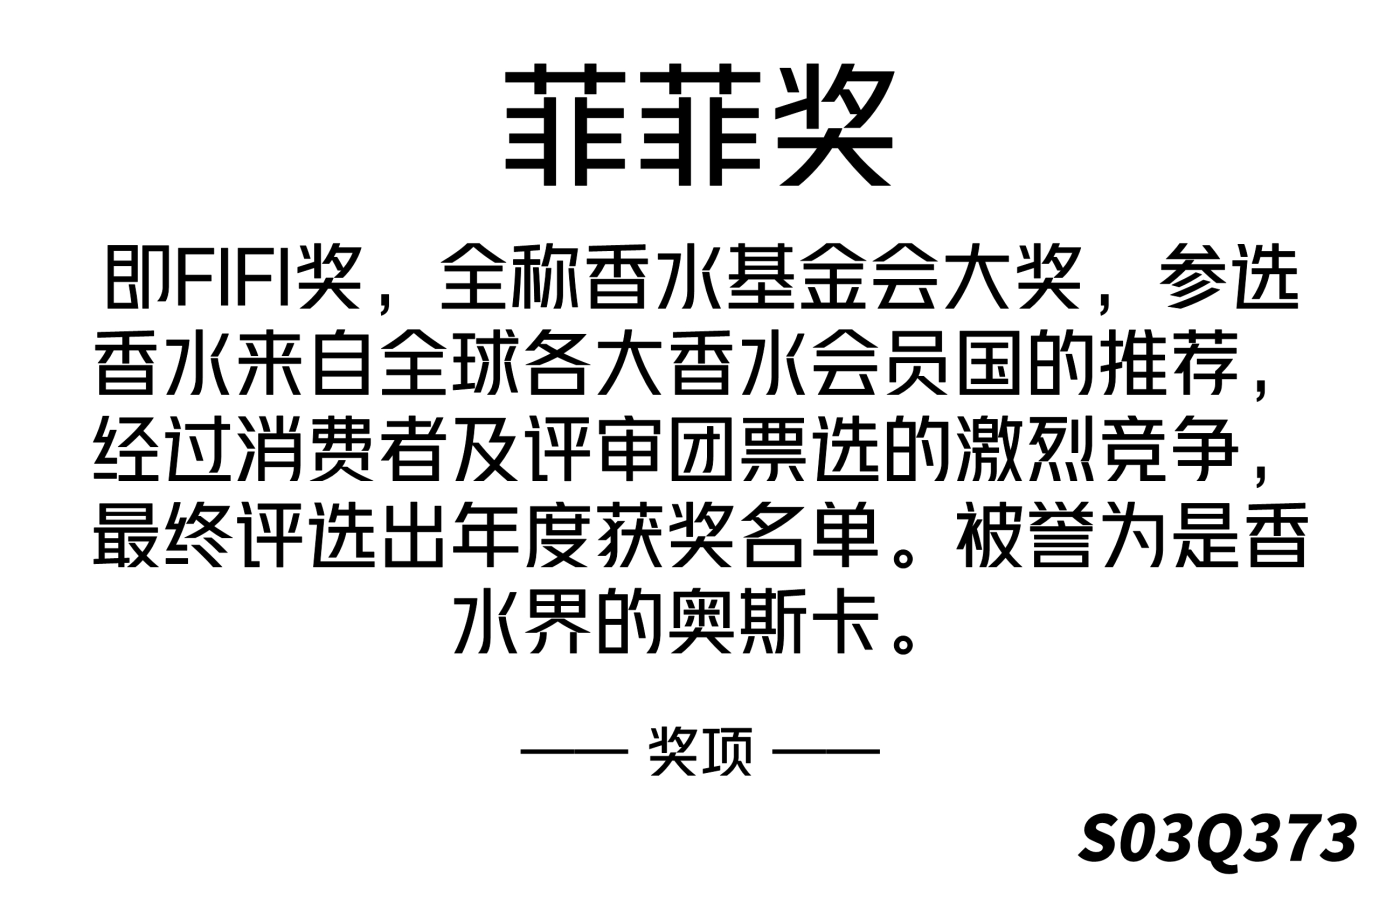 菲菲奖
即FIFI奖，全称香水基金会大奖，参选
香水来自全球各大香水会员国的推荐，
经过消费者及评审团票选的激烈竞争，
最终评选出年度获奖名单。被誉为是香
水界的奥斯卡。
—— 奖项 ——
S03Q373